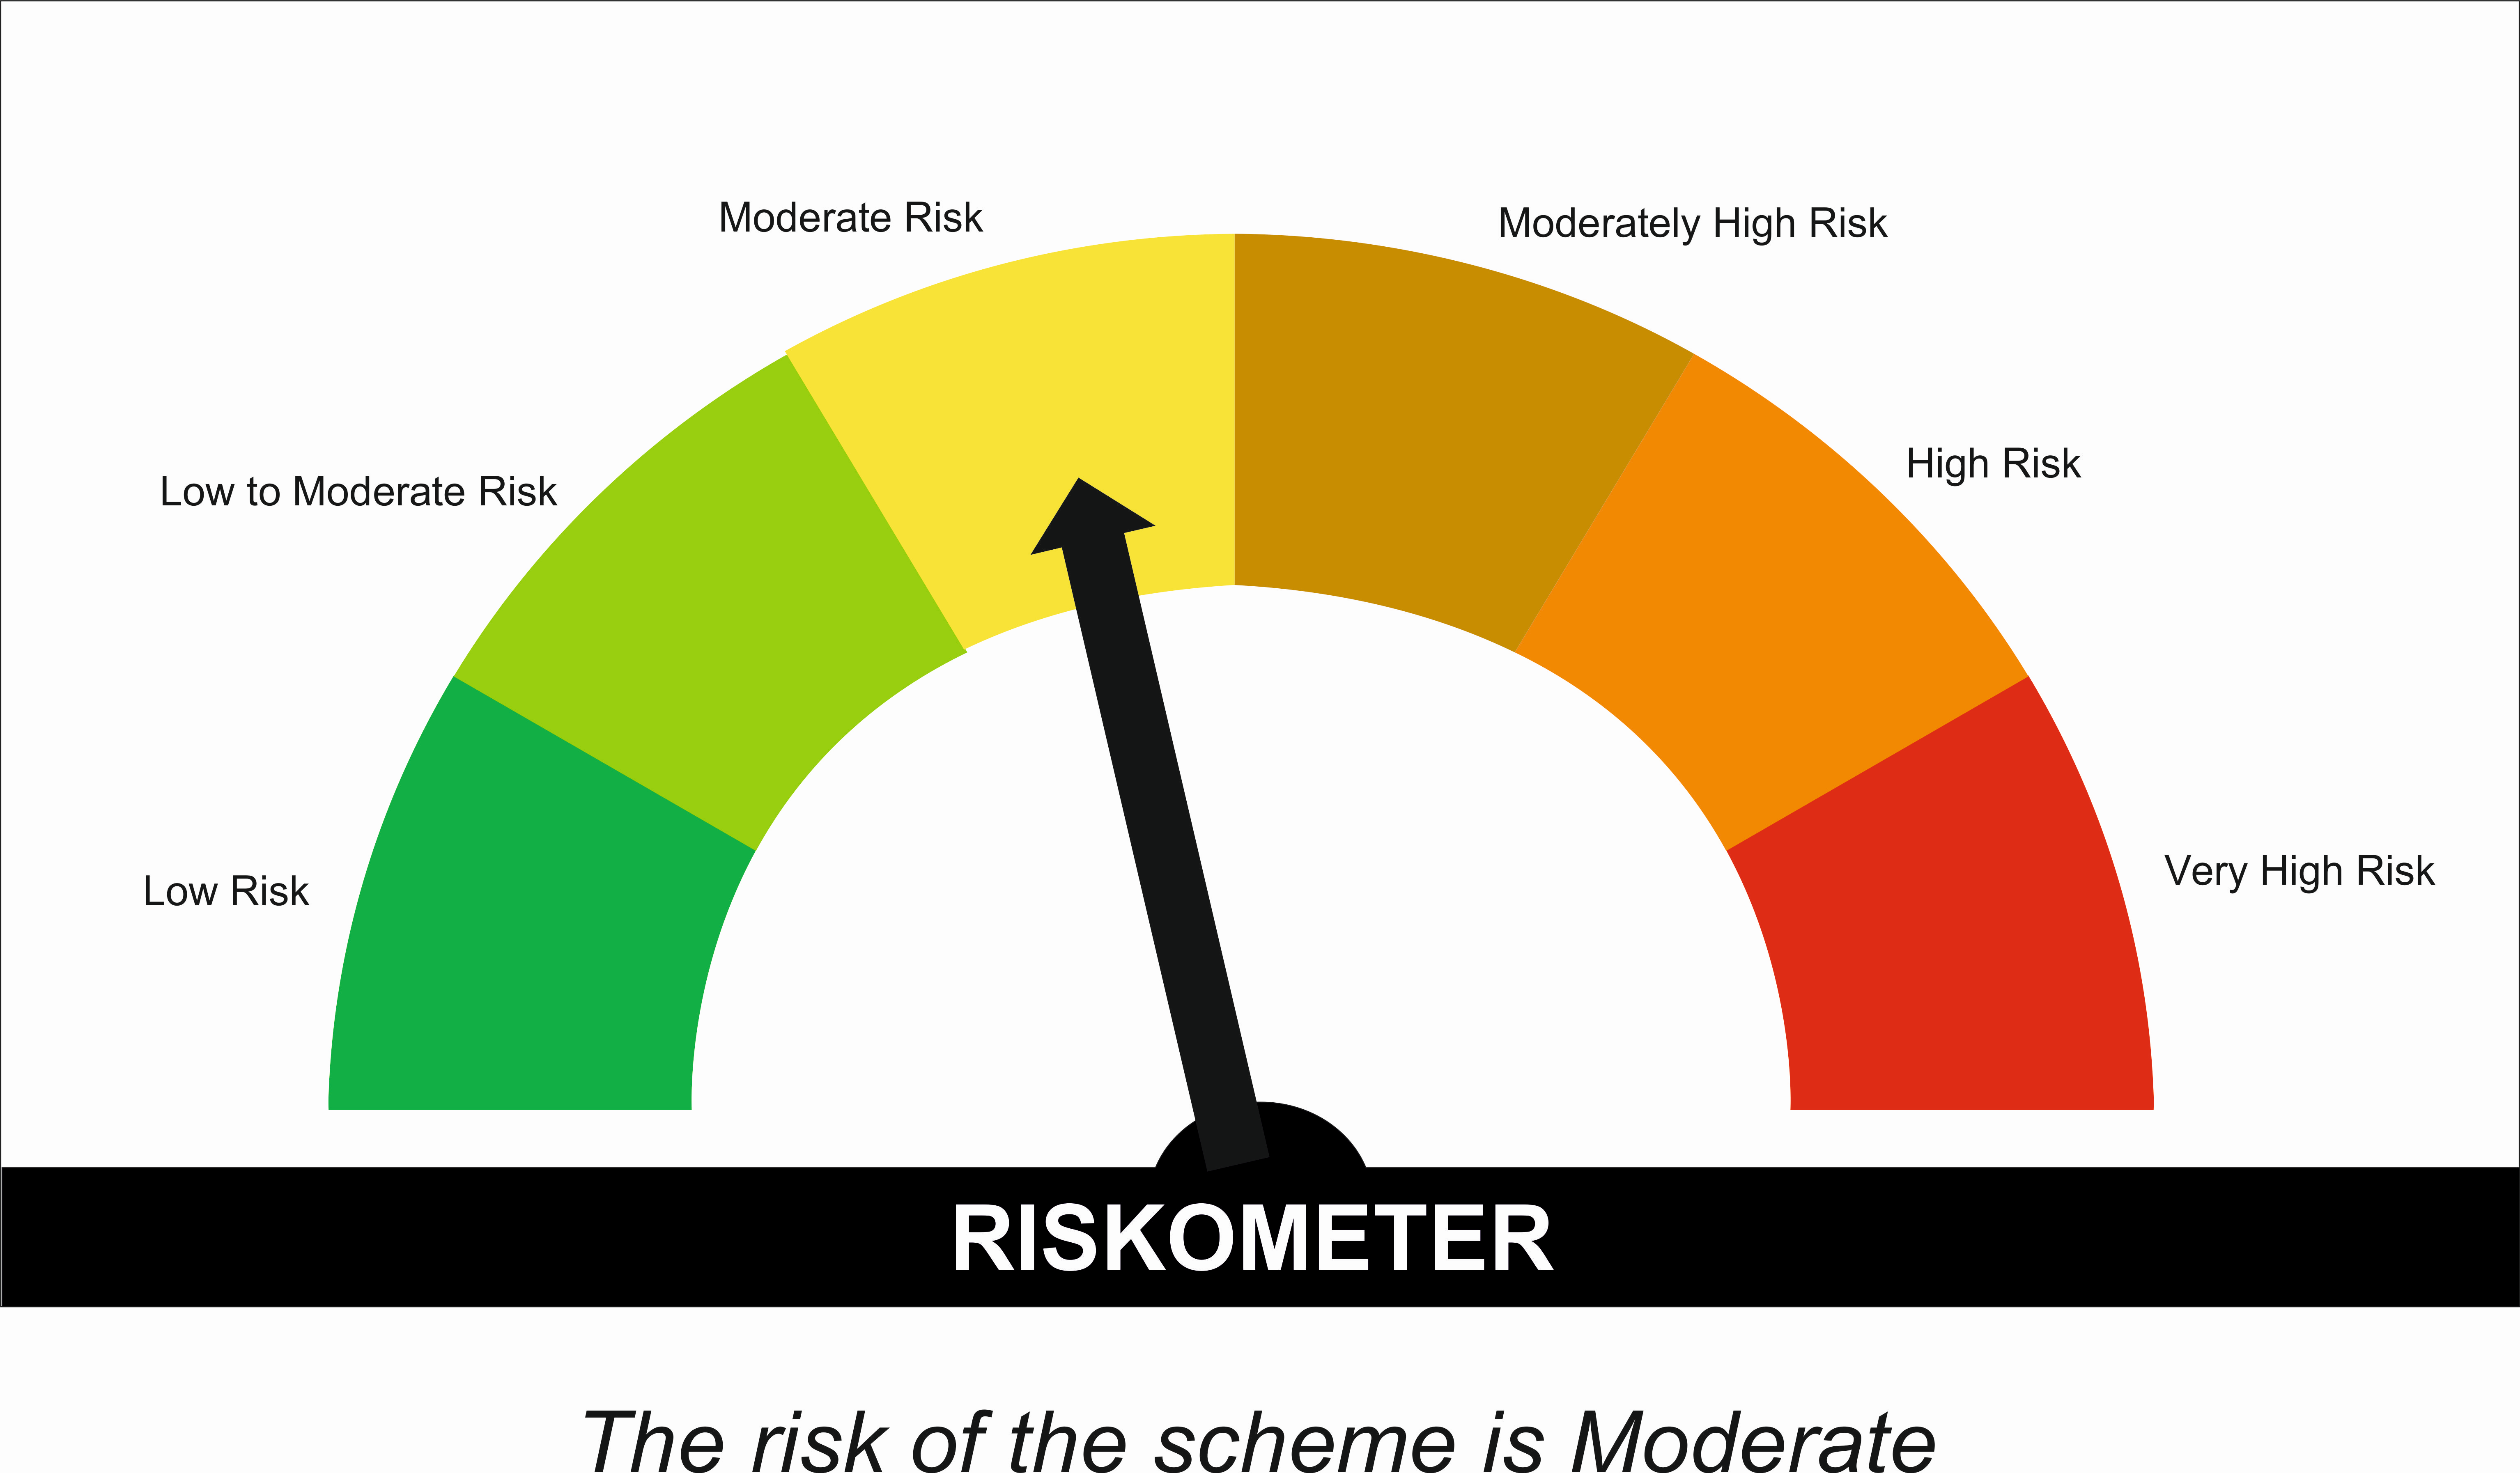 Moderate Risk
Moderately High Risk
Low to Moderate Risk
High Risk
Low Risk
Very High Risk
RISKOMETER
The risk of the scheme is Moderate